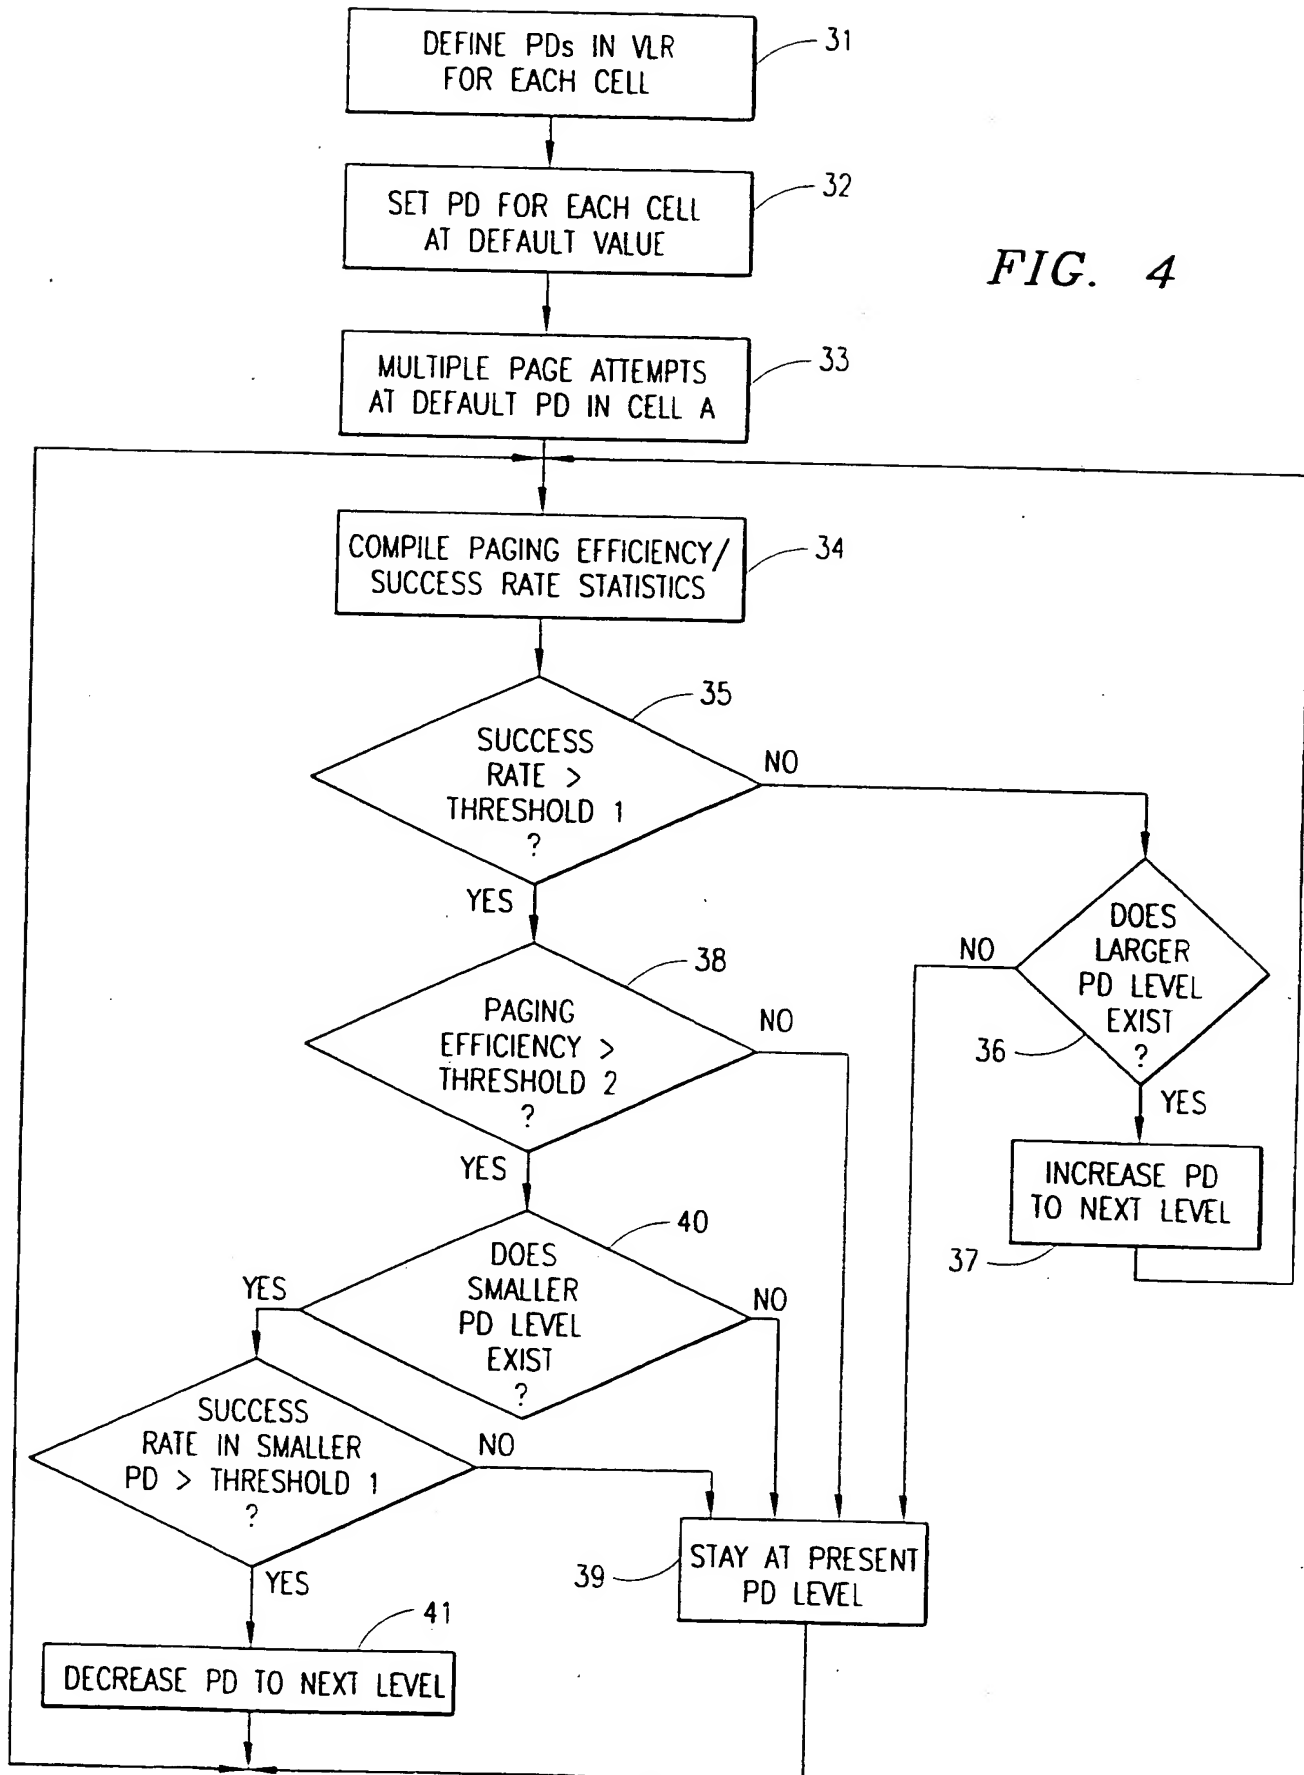 DEFINE PDs IN VLR
FOR EACH CELL
31
SET PD FOR EACH CELL
AT DEFAULT VALUE
32
FIG. 4
MULTIPLE PAGE ATTEMPTS
AT DEFAULT PD IN CELL A
33
COMPILE PAGING EFFICIENCY/
SUCCESS RATE STATISTICS
34
SUCCESS
RATE >
THRESHOLD 1
?
35
NO
YES
DOES
LARGER
PD LEVEL
EXIST
?
36
NO
YES
INCREASE PD
TO NEXT LEVEL
37
PAGING
EFFICIENCY >
THRESHOLD 2
?
38
NO
YES
DOES
SMALLER
PD LEVEL
EXIST
?
40
YES
NO
SUCCESS
RATE IN SMALLER
PD > THRESHOLD 1
?
NO
YES
STAY AT PRESENT
PD LEVEL
39
41
DECREASE PD TO NEXT LEVEL